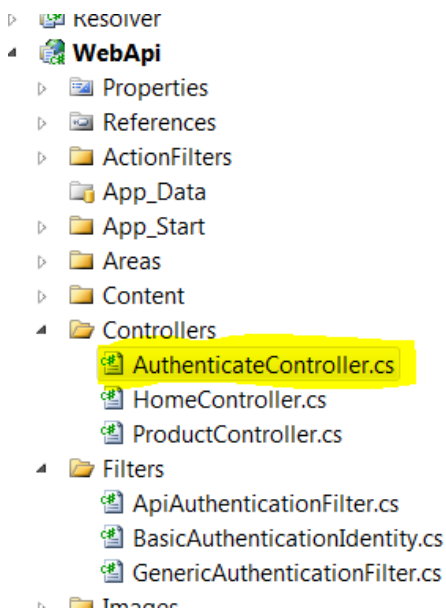 Resolver
WebApi
Properties
References
ActionFilters
App_Data
App_Start
Areas
Content
Controllers
AuthenticateController.cs
HomeController.cs
ProductController.cs
Filters
ApiAuthenticationFilter.cs
BasicAuthenticationIdentity.cs
GenericAuthenticationFilter.cs
Images